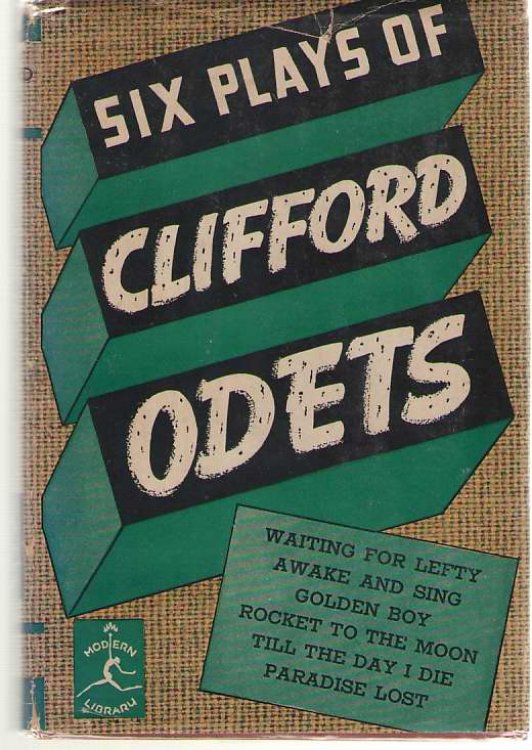 SIX PLAYS OF
CLIFFORD
ODETS
WAITING FOR LEFTY
AWAKE AND SING
GOLDEN BOY
ROCKET TO THE MOON
TILL THE DAY I DIE
PARADISE LOST
MODERN
LIBRARY